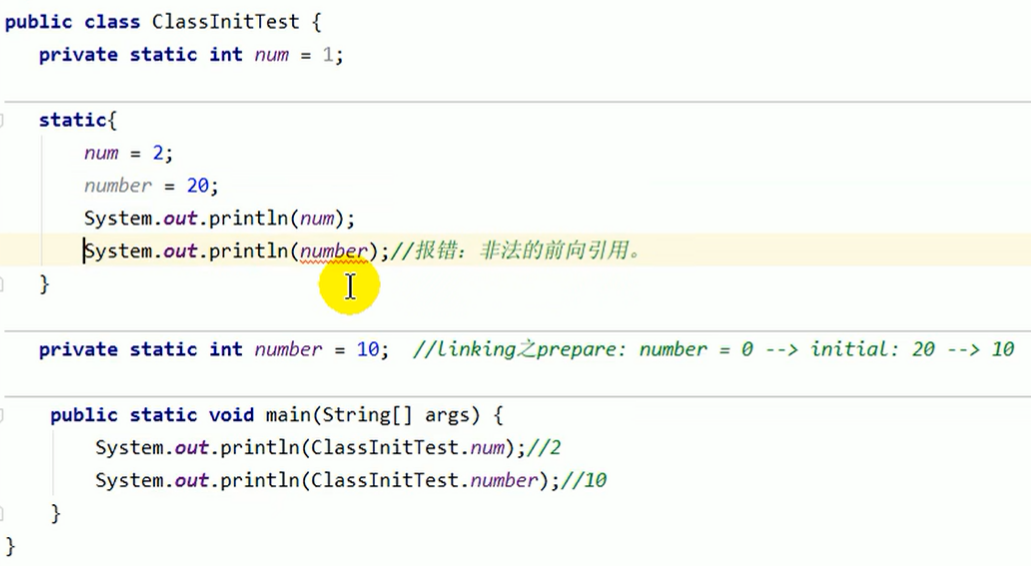 public class ClassInitTest {
private static int num = 1;
static{
num = 2;
number = 20;
System.out.println(num);
System.out.println(number);//报错：非法的前向引用。
}
private static int number = 10;  //linking之prepare: number = 0 --> initial: 20 --> 10
public static void main(String[] args) {
System.out.println(ClassInitTest.num);//2
System.out.println(ClassInitTest.number);//10
}
}